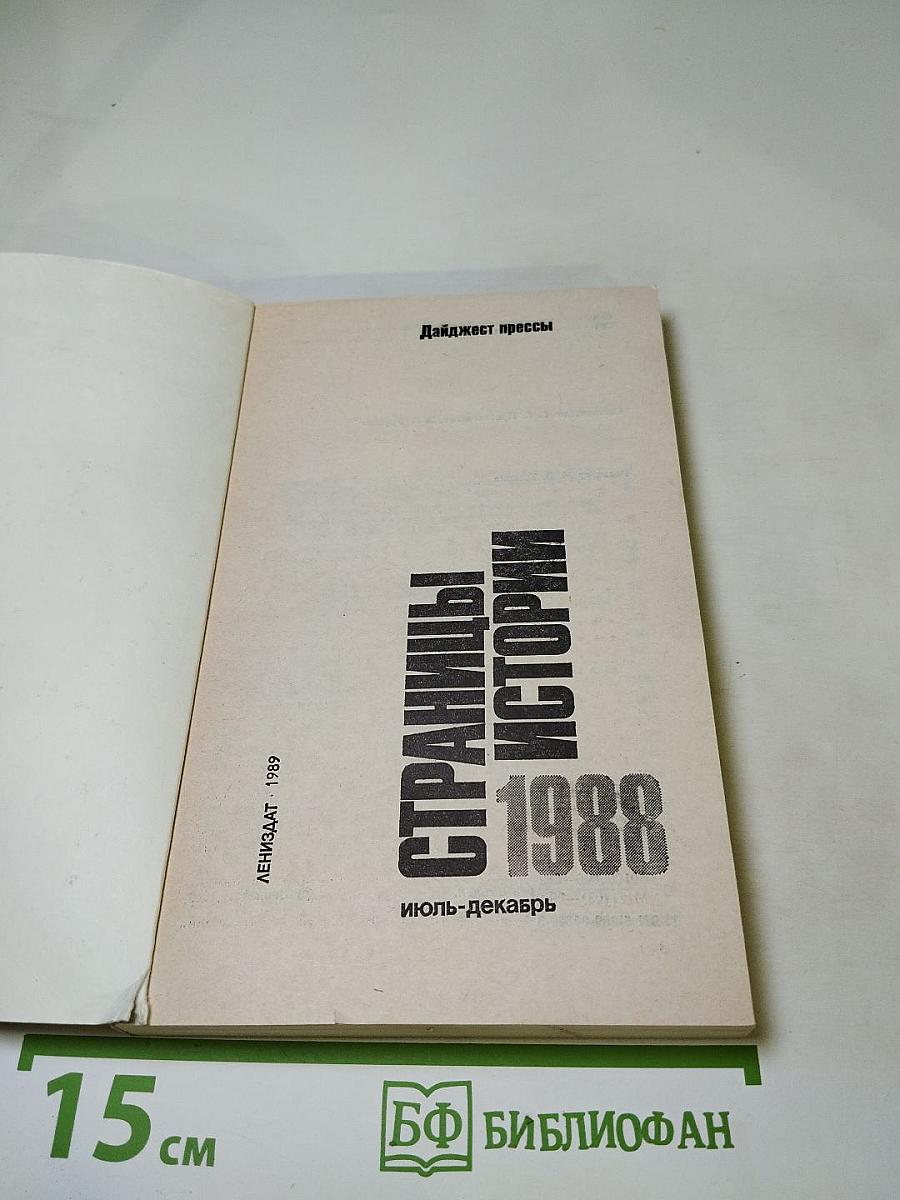 Дайджест прессы
СТРАНИЦЫ
ИСТОРИИ
1988
июль-декабрь
ЛЕНИЗДАТ · 1989
15 см
БФ БИБЛИОФАН